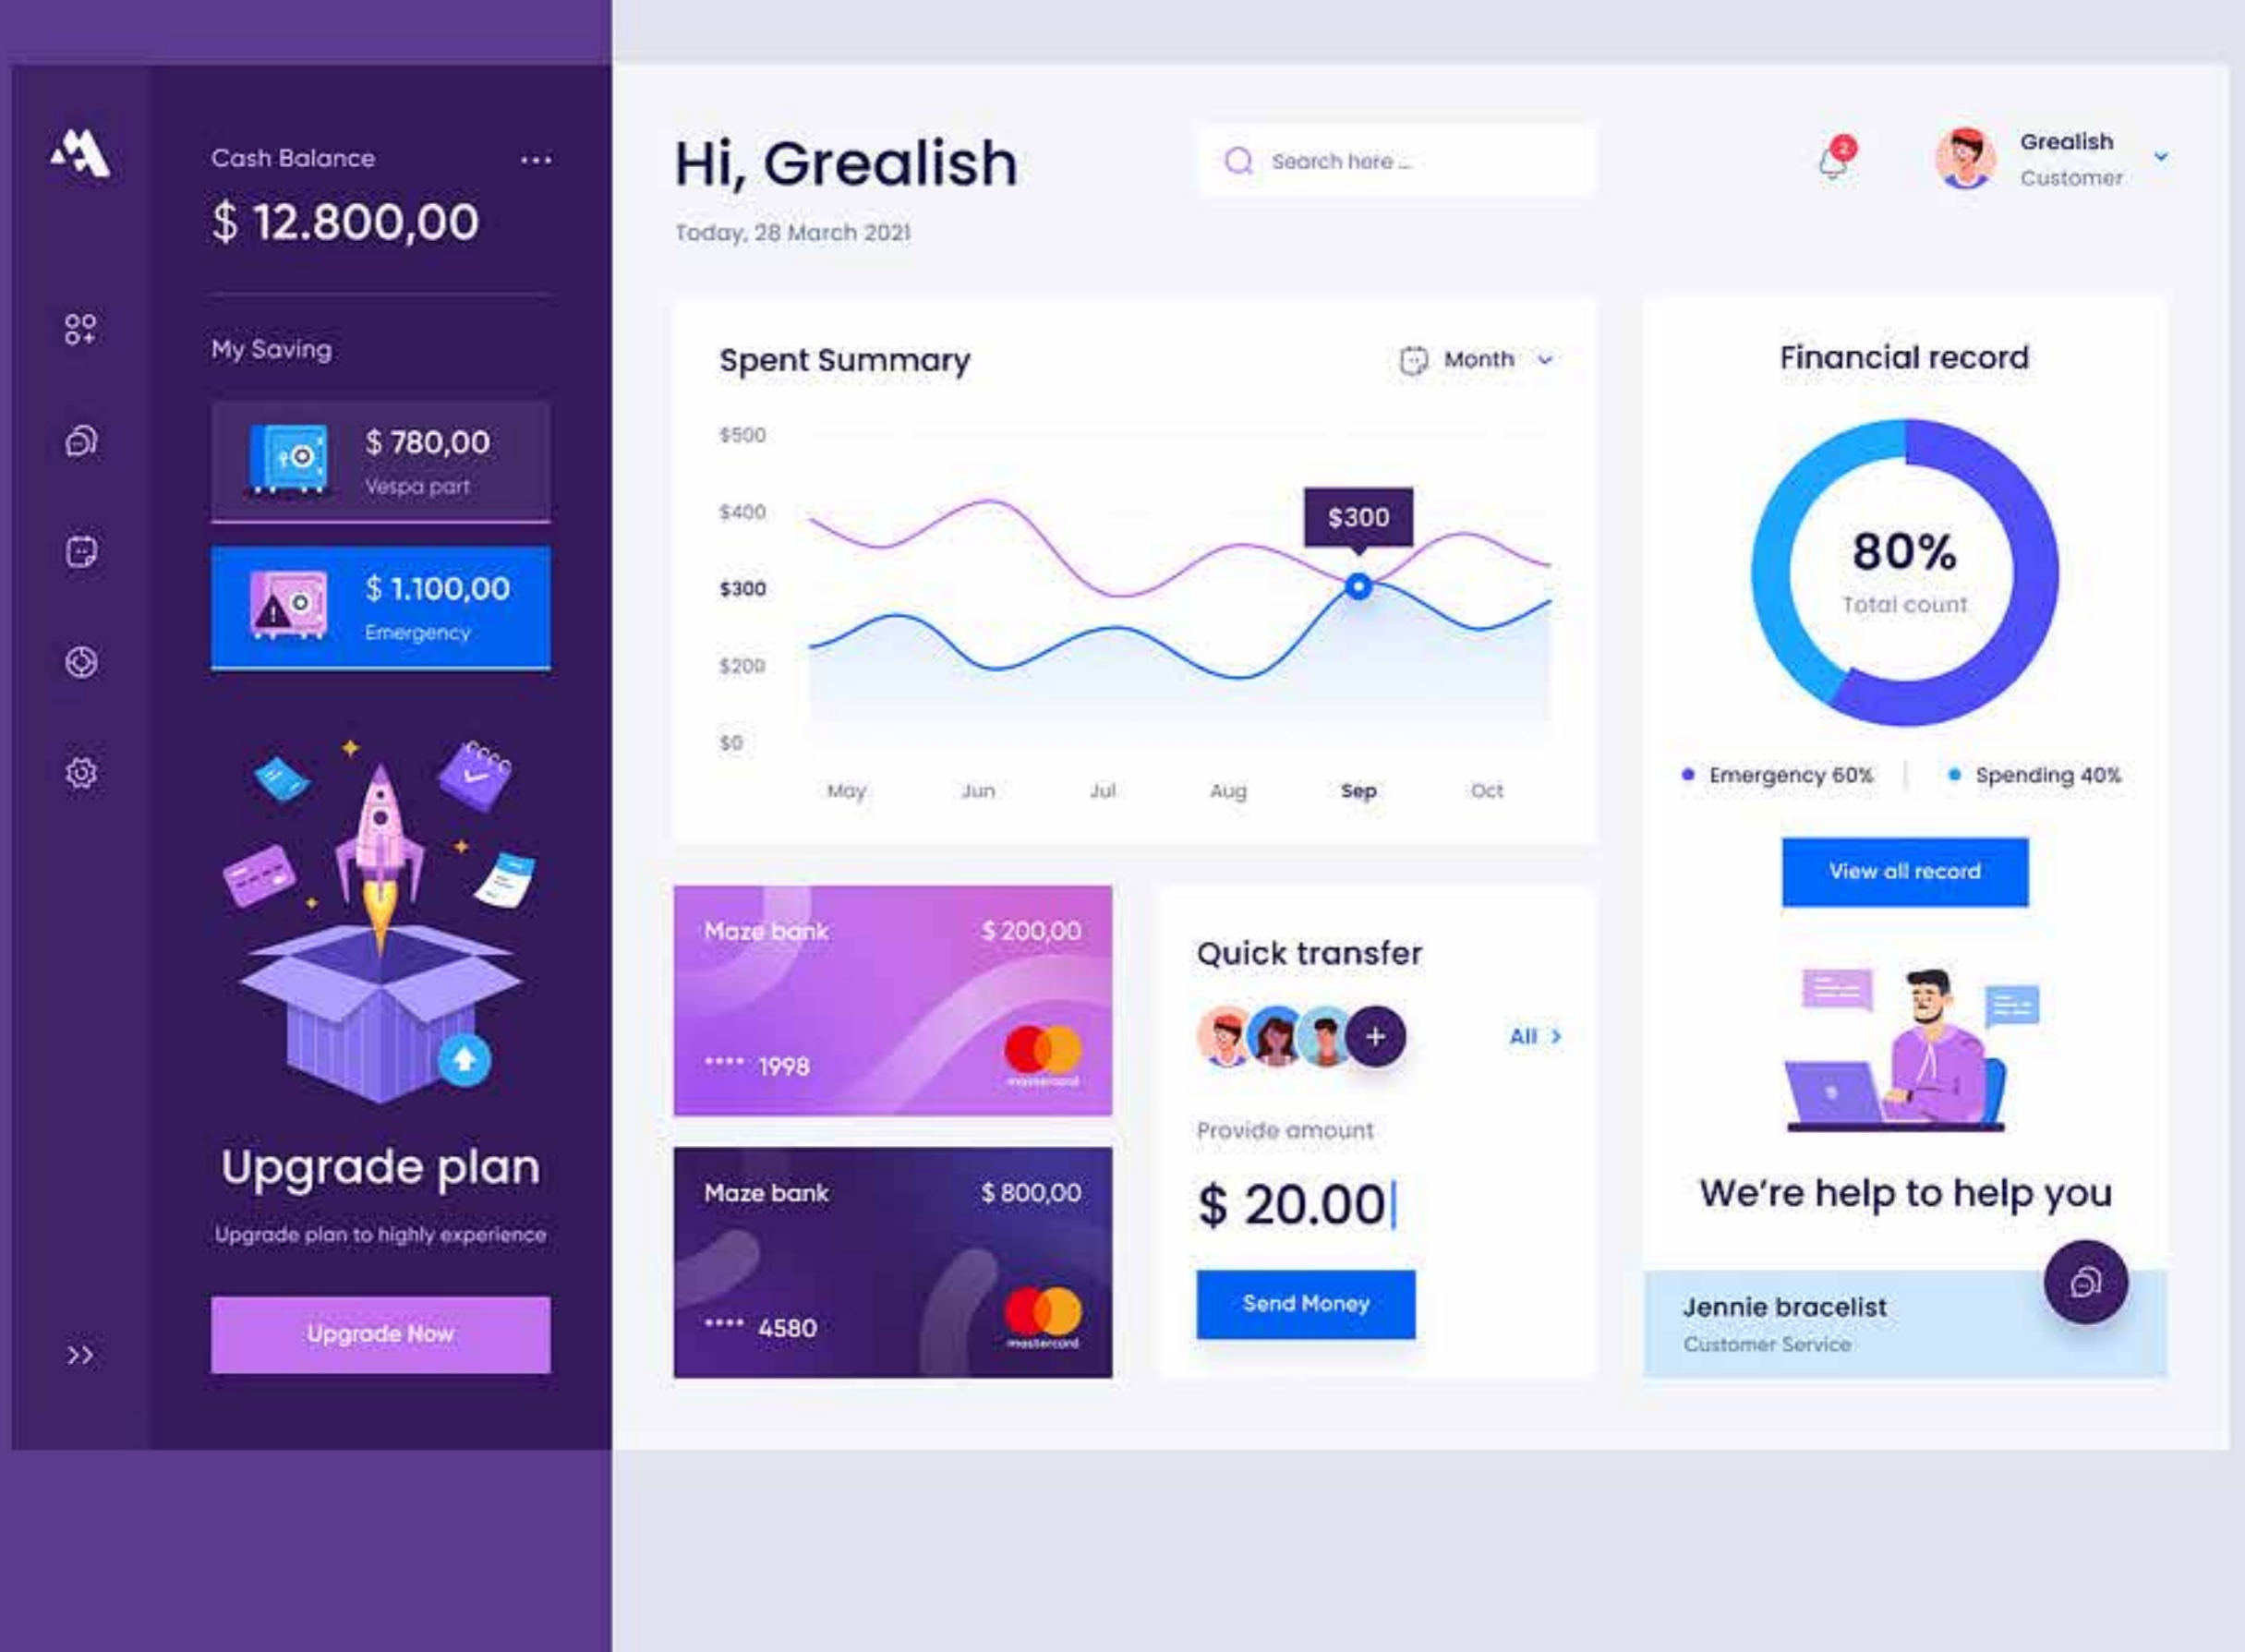 Cash Balance
$ 12.800,00
My Saving
$ 780,00
Vespa part
$ 1.100,00
Emergency
Upgrade plan
Upgrade plan to highly experience
Upgrade Now
Hi, Grealish
Today, 28 March 2021
Search here ...
2
Grealish
Customer
Spent Summary
Month
$500
$400
$300
$200
$0
$300
May Jun Jul Aug Sep Oct
Financial record
80%
Total count
Emergency 60%
Spending 40%
View all record
Maze bank $ 200,00
**** 1998
mastercard
Maze bank $ 800,00
**** 4580
mastercard
Quick transfer
All
Provide amount
$ 20.00
Send Money
We're help to help you
Jennie bracelist
Customer Service